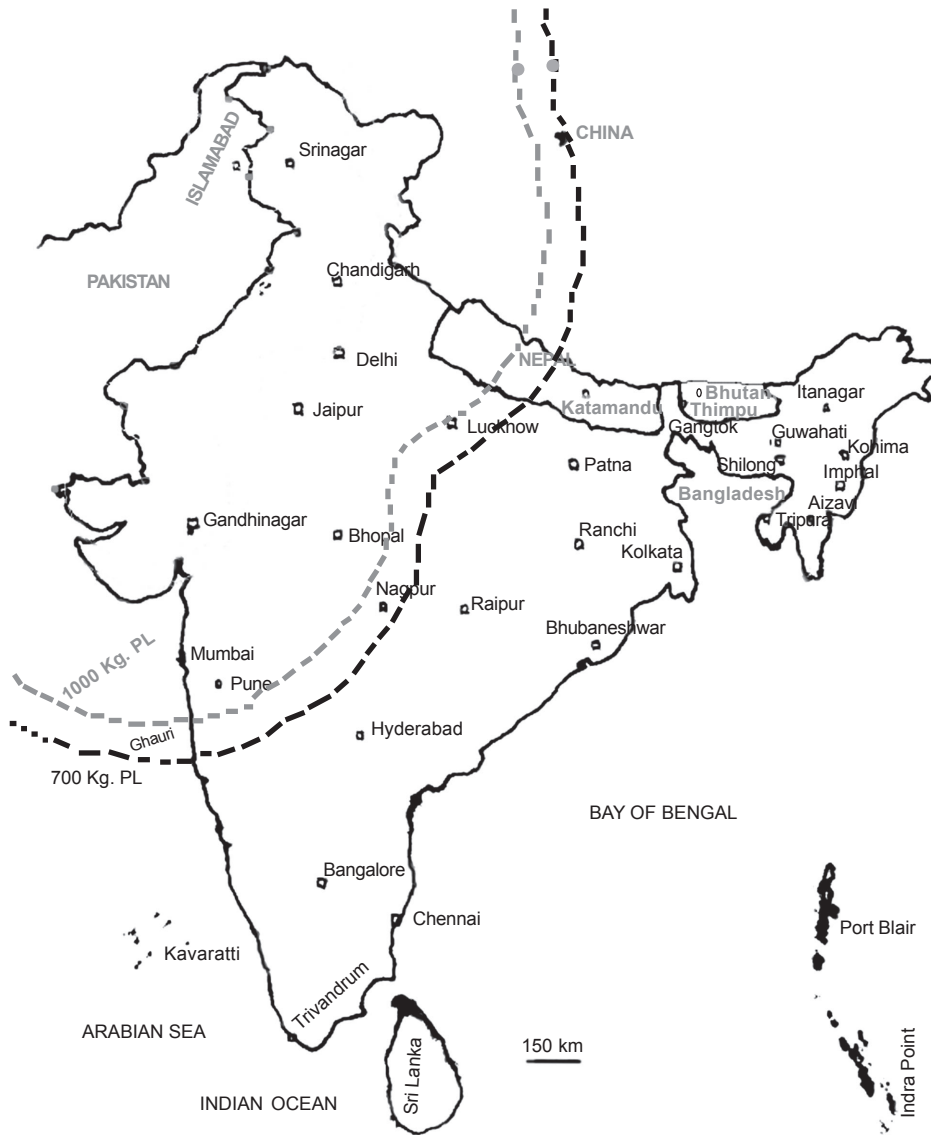 CHINA
ISLAMABAD
Srinagar
PAKISTAN
Chandigarh
Delhi
NEPAL
Jaipur
Lucknow
Katamandu
Bhutan
Thimpu
Itanagar
Gangtok
Guwahati
Kohima
Shilong
Imphal
Patna
Bangladesh
Aizavi
Tripura
Gandhinagar
Bhopal
Ranchi
Kolkata
Nagpur
Raipur
Bhubaneshwar
1000 Kg. PL
Mumbai
Pune
Ghauri
Hyderabad
700 Kg. PL
BAY OF BENGAL
Bangalore
Chennai
Port Blair
Kavaratti
Trivandrum
ARABIAN SEA
150 km
Sri Lanka
Indra Point
INDIAN OCEAN